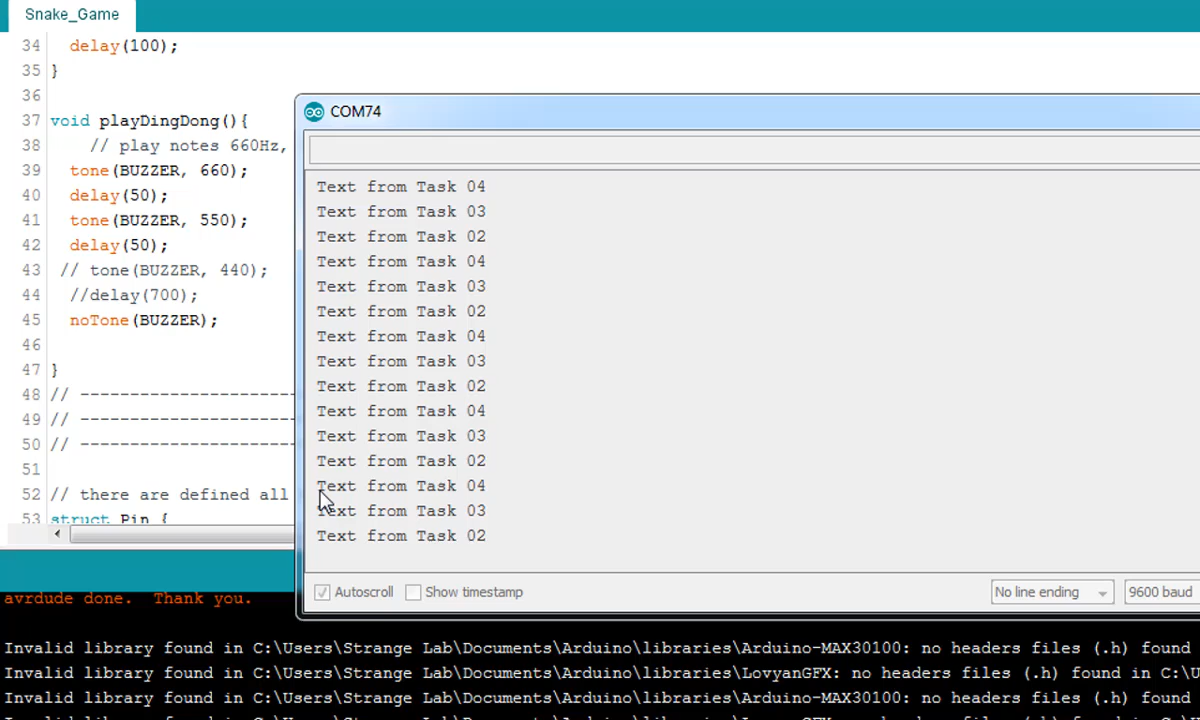 Snake_Game
34 delay(100);
35 }
36
37 void playDingDong(){
38 // play notes 660Hz,
39 tone(BUZZER, 660);
40 delay(50);
41 tone(BUZZER, 550);
42 delay(50);
43 // tone(BUZZER, 440);
44 //delay(700);
45 noTone(BUZZER);
46
47 }
48 // ----------------------
49 // ----------------------
50 // ----------------------
51
52 // there are defined all
53 struct Pin {
COM74
Text from Task 04
Text from Task 03
Text from Task 02
Text from Task 04
Text from Task 03
Text from Task 02
Text from Task 04
Text from Task 03
Text from Task 02
Text from Task 04
Text from Task 03
Text from Task 02
Text from Task 04
Text from Task 03
Text from Task 02
Autoscroll Show timestamp No line ending 9600 baud
avrdude done. Thank you.
Invalid library found in C:\Users\Strange Lab\Documents\Arduino\libraries\Arduino-MAX30100: no headers files (.h) found
Invalid library found in C:\Users\Strange Lab\Documents\Arduino\libraries\LovyanGFX: no headers files (.h) found in C:\U
Invalid library found in C:\Users\Strange Lab\Documents\Arduino\libraries\Arduino-MAX30100: no headers files (.h) found